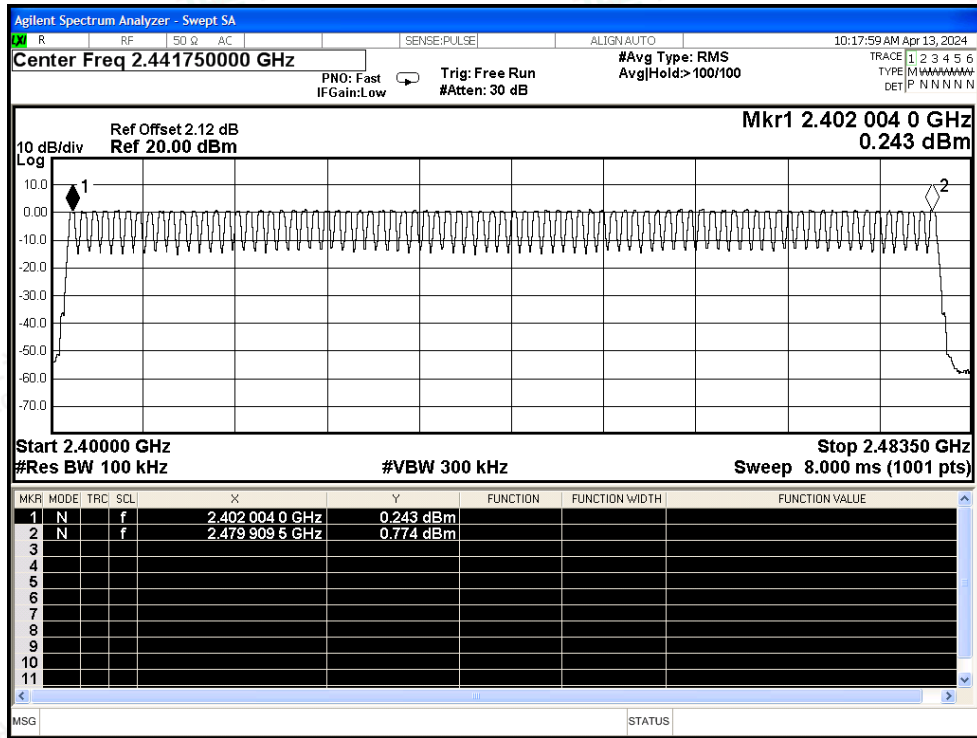 Agilent Spectrum Analyzer - Swept SA
LXI R RF 50 Ω AC SENSE:PULSE ALIGN AUTO 10:17:59 AM Apr 13, 2024
Center Freq 2.441750000 GHz
PNO: Fast
IFGain:Low
Trig: Free Run
#Atten: 30 dB
#Avg Type: RMS
Avg|Hold:>100/100
TRACE 1 2 3 4 5 6
TYPE M
DET P N N N N N
Ref Offset 2.12 dB
10 dB/div Ref 20.00 dBm
Log
Mkr1 2.402 004 0 GHz
0.243 dBm
10.0
0.00
-10.0
-20.0
-30.0
-40.0
-50.0
-60.0
-70.0
1
2
Start 2.40000 GHz Stop 2.48350 GHz
#Res BW 100 kHz #VBW 300 kHz Sweep 8.000 ms (1001 pts)
MKR MODE TRC SCL X Y FUNCTION FUNCTION WIDTH FUNCTION VALUE
1 N f 2.402 004 0 GHz 0.243 dBm
2 N f 2.479 909 5 GHz 0.774 dBm
3
4
5
6
7
8
9
10
11
MSG STATUS